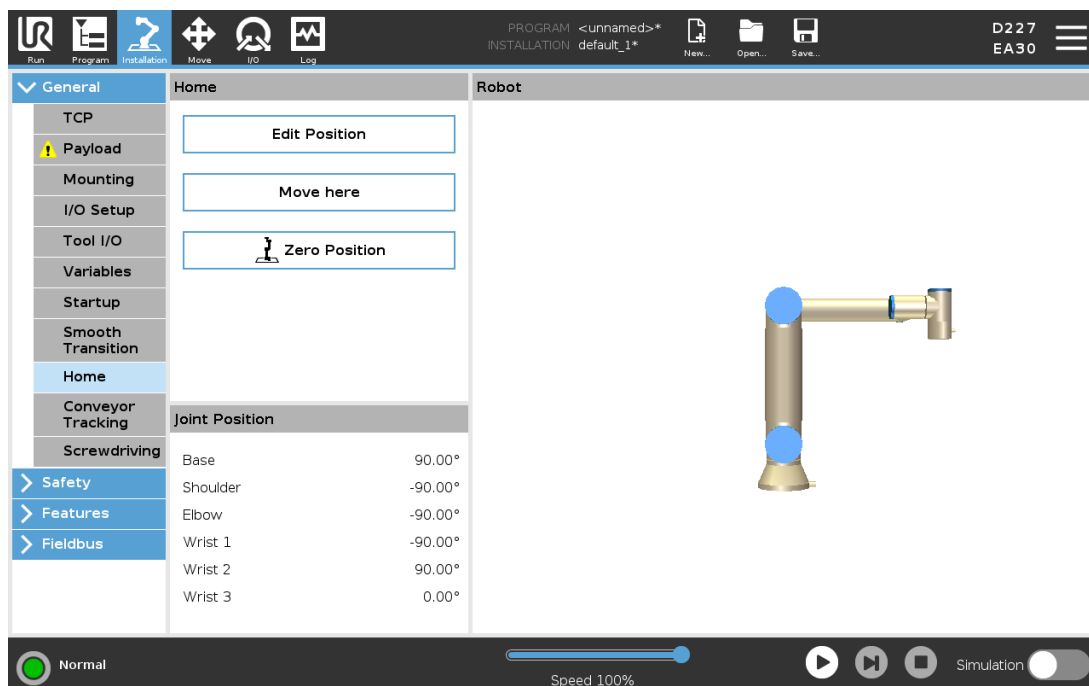 Run
Program
Installation
Move
I/O
Log
PROGRAM <unnamed>*
INSTALLATION default_1*
New...
Open...
Save...
D227
EA30
General
TCP
Payload
Mounting
I/O Setup
Tool I/O
Variables
Startup
Smooth
Transition
Home
Conveyor
Tracking
Screwdriving
Safety
Features
Fieldbus
Home
Edit Position
Move here
Zero Position
Joint Position
Base 90.00°
Shoulder -90.00°
Elbow -90.00°
Wrist 1 -90.00°
Wrist 2 90.00°
Wrist 3 0.00°
Robot
Normal
Speed 100%
Simulation